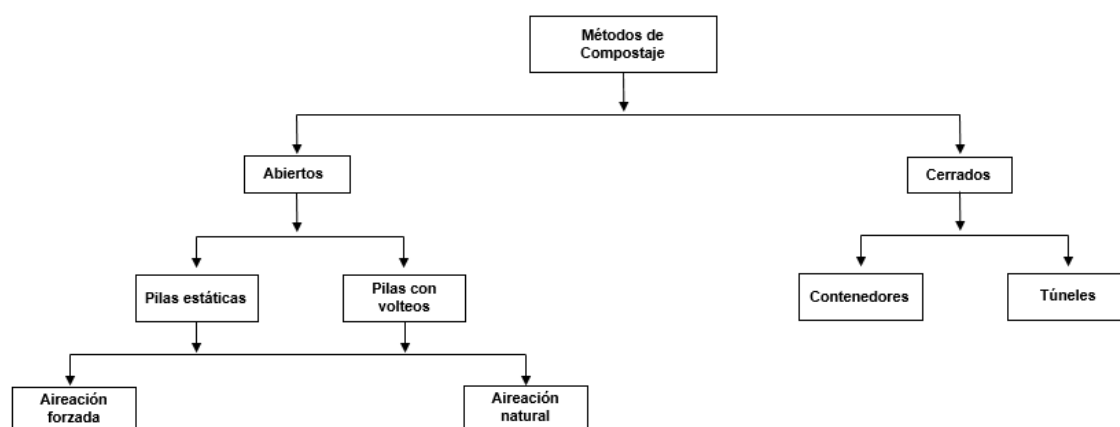 Métodos de
Compostaje
Abiertos
Cerrados
Pilas estáticas
Pilas con
volteos
Contenedores
Túneles
Aireación
forzada
Aireación
natural